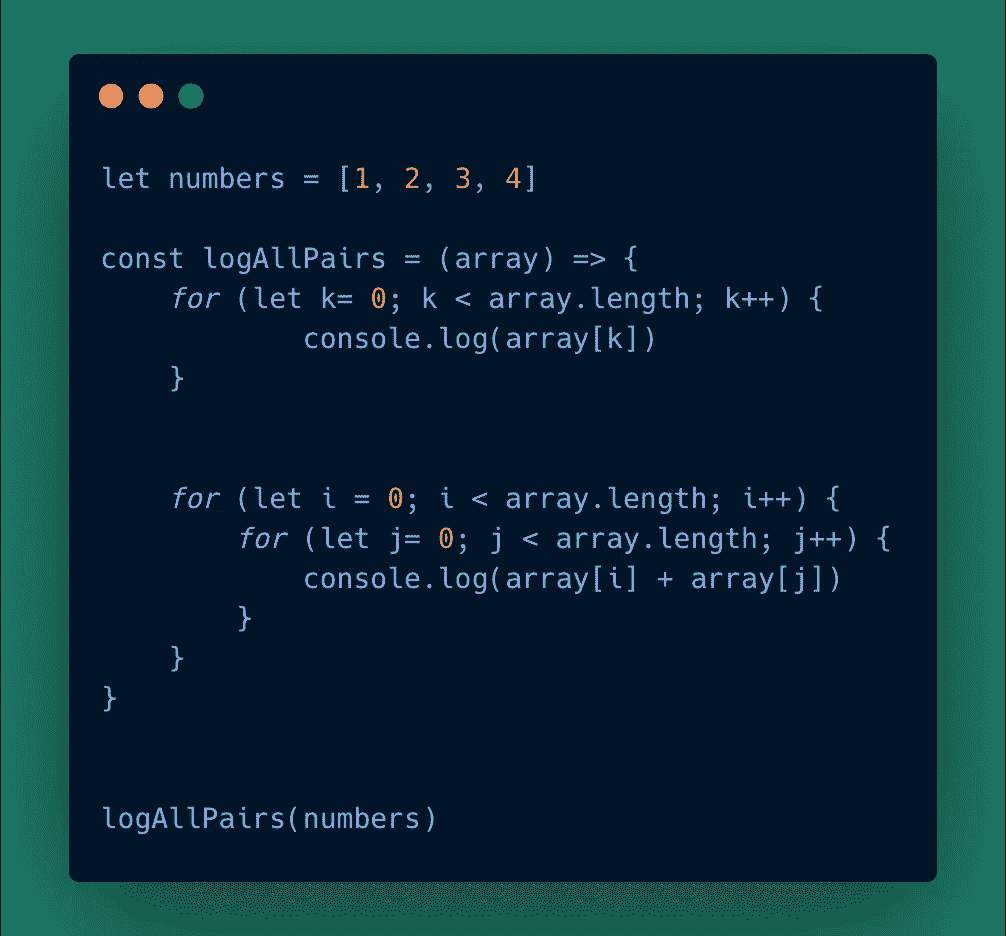 let numbers = [1, 2, 3, 4]
const logAllPairs = (array) => {
    for (let k= 0; k < array.length; k++) {
            console.log(array[k])
    }
    for (let i = 0; i < array.length; i++) {
        for (let j= 0; j < array.length; j++) {
            console.log(array[i] + array[j])
        }
    }
}
logAllPairs(numbers)